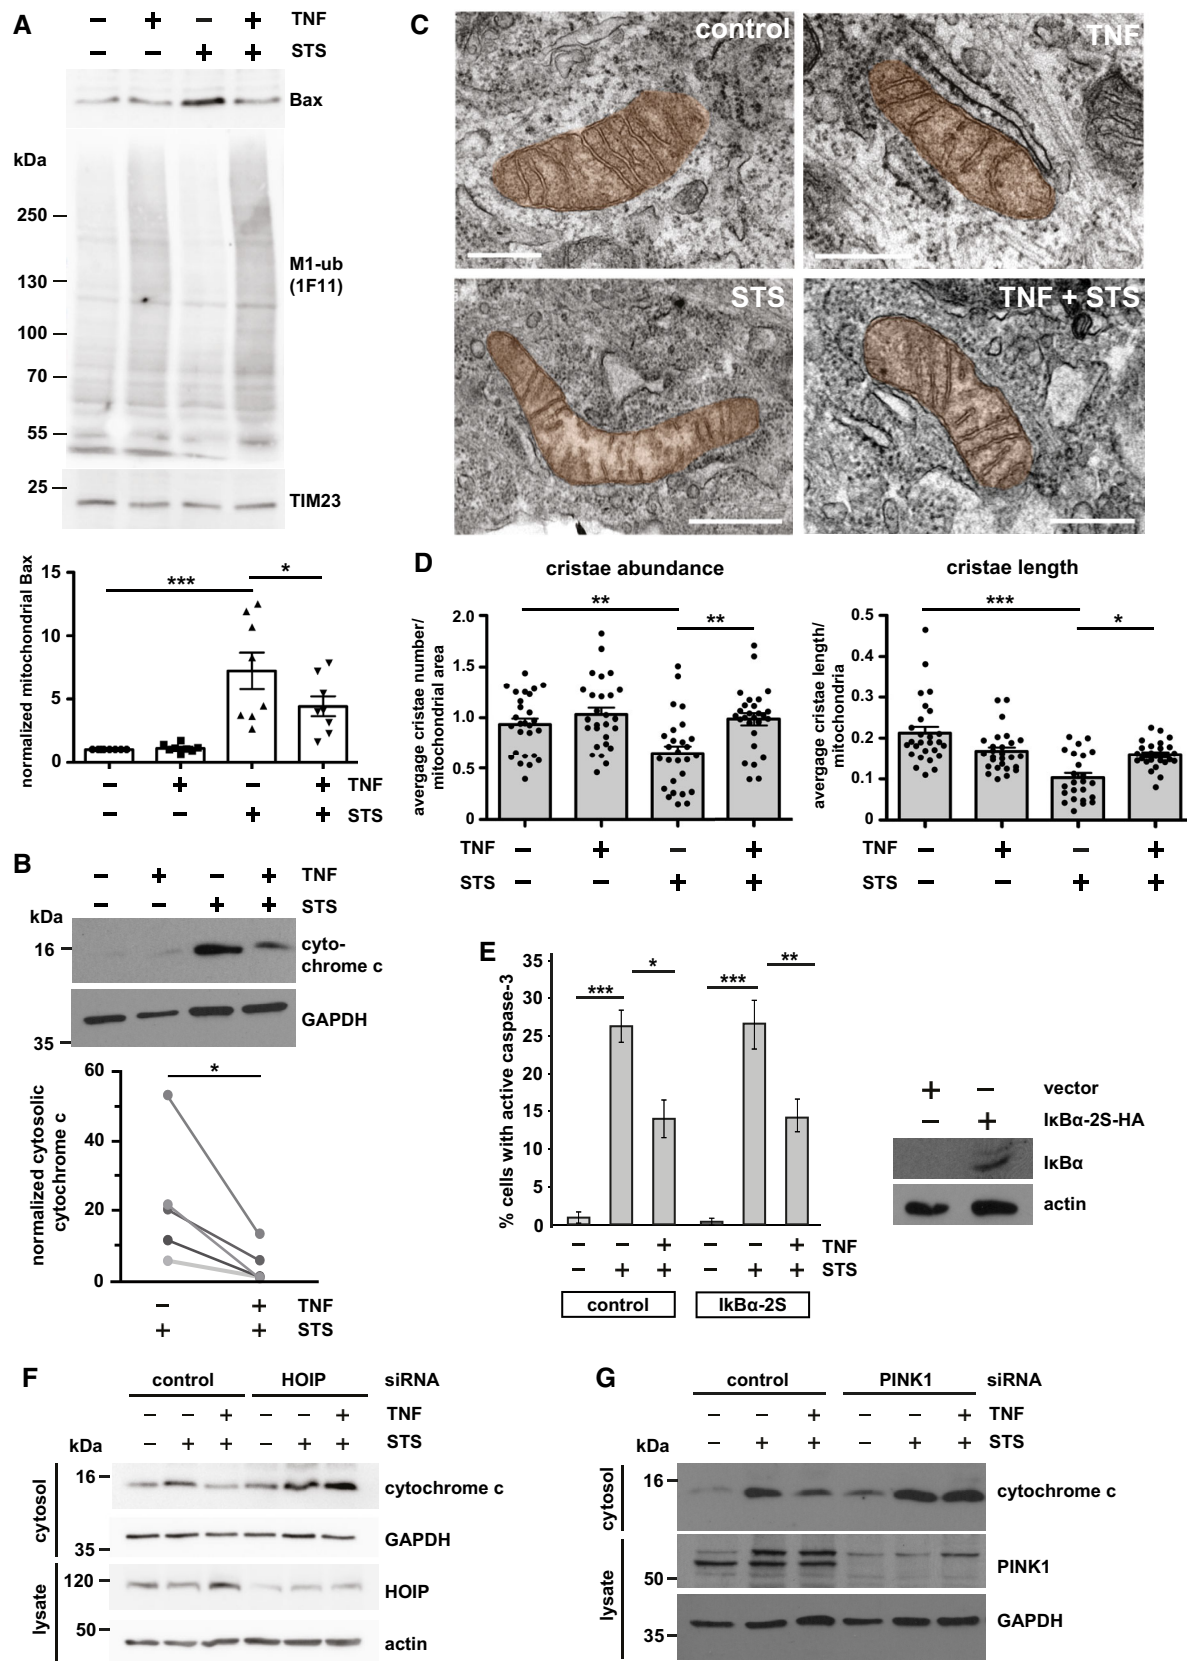 A
– + – + TNF
– – + + STS
Bax
kDa
250
130
100
70
55
25
M1-ub
(1F11)
TIM23
normalized mitochondrial Bax
15
10
5
0
***
*
– + – + TNF
– – + + STS
B
– + – + TNF
– – + + STS
kDa
16
cyto-
chrome c
GAPDH
35
normalized cytosolic
cytochrome c
60
40
20
0
*
– + TNF
+ + STS
C
control
TNF
STS
TNF + STS
D
cristae abundance
avergage cristae number/
mitochondrial area
2.0
1.5
1.0
0.5
0
**
**
TNF – + – +
STS – – + +
cristae length
avergage cristae length/
mitochondria
0.5
0.4
0.3
0.2
0.1
0
***
*
TNF – + – +
STS – – + +
E
% cells with active caspase-3
35
30
25
20
15
10
5
0
***
*
***
**
– – + – – + TNF
– + + – + + STS
control
IκBα-2S
+ – vector
– + IκBα-2S-HA
IκBα
actin
F
control HOIP siRNA
– – + – – + TNF
– + + – + + STS
kDa
cytosol
16
cytochrome c
GAPDH
35
lysate
120
HOIP
50
actin
G
control PINK1 siRNA
– – + – – + TNF
– + + – + + STS
kDa
cytosol
16
cytochrome c
lysate
PINK1
50
GAPDH
35